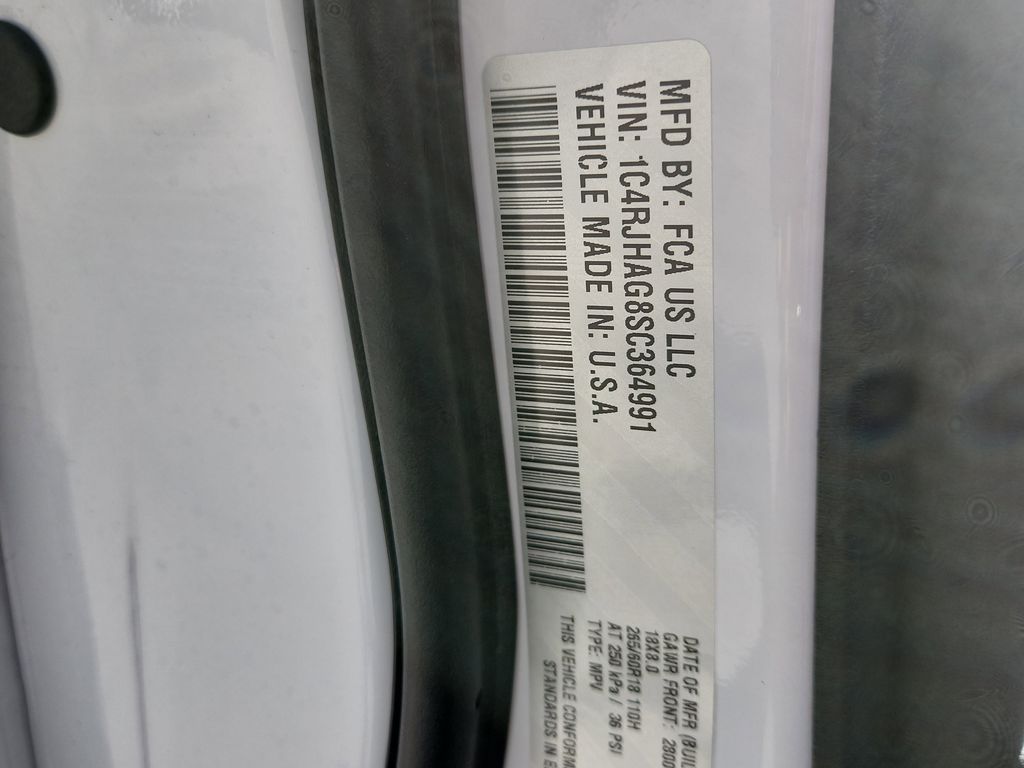 MFD BY: FCA US LLC
VIN: 1C4RJHAG8SC364991
VEHICLE MADE IN: U.S.A.
DATE OF MFR
GAWR FRONT: 2800
18X8.0
265/60R18 110H
AT 250 kPa / 36 PSI
TYPE: MPV
THIS VEHICLE
STANDARDS IN